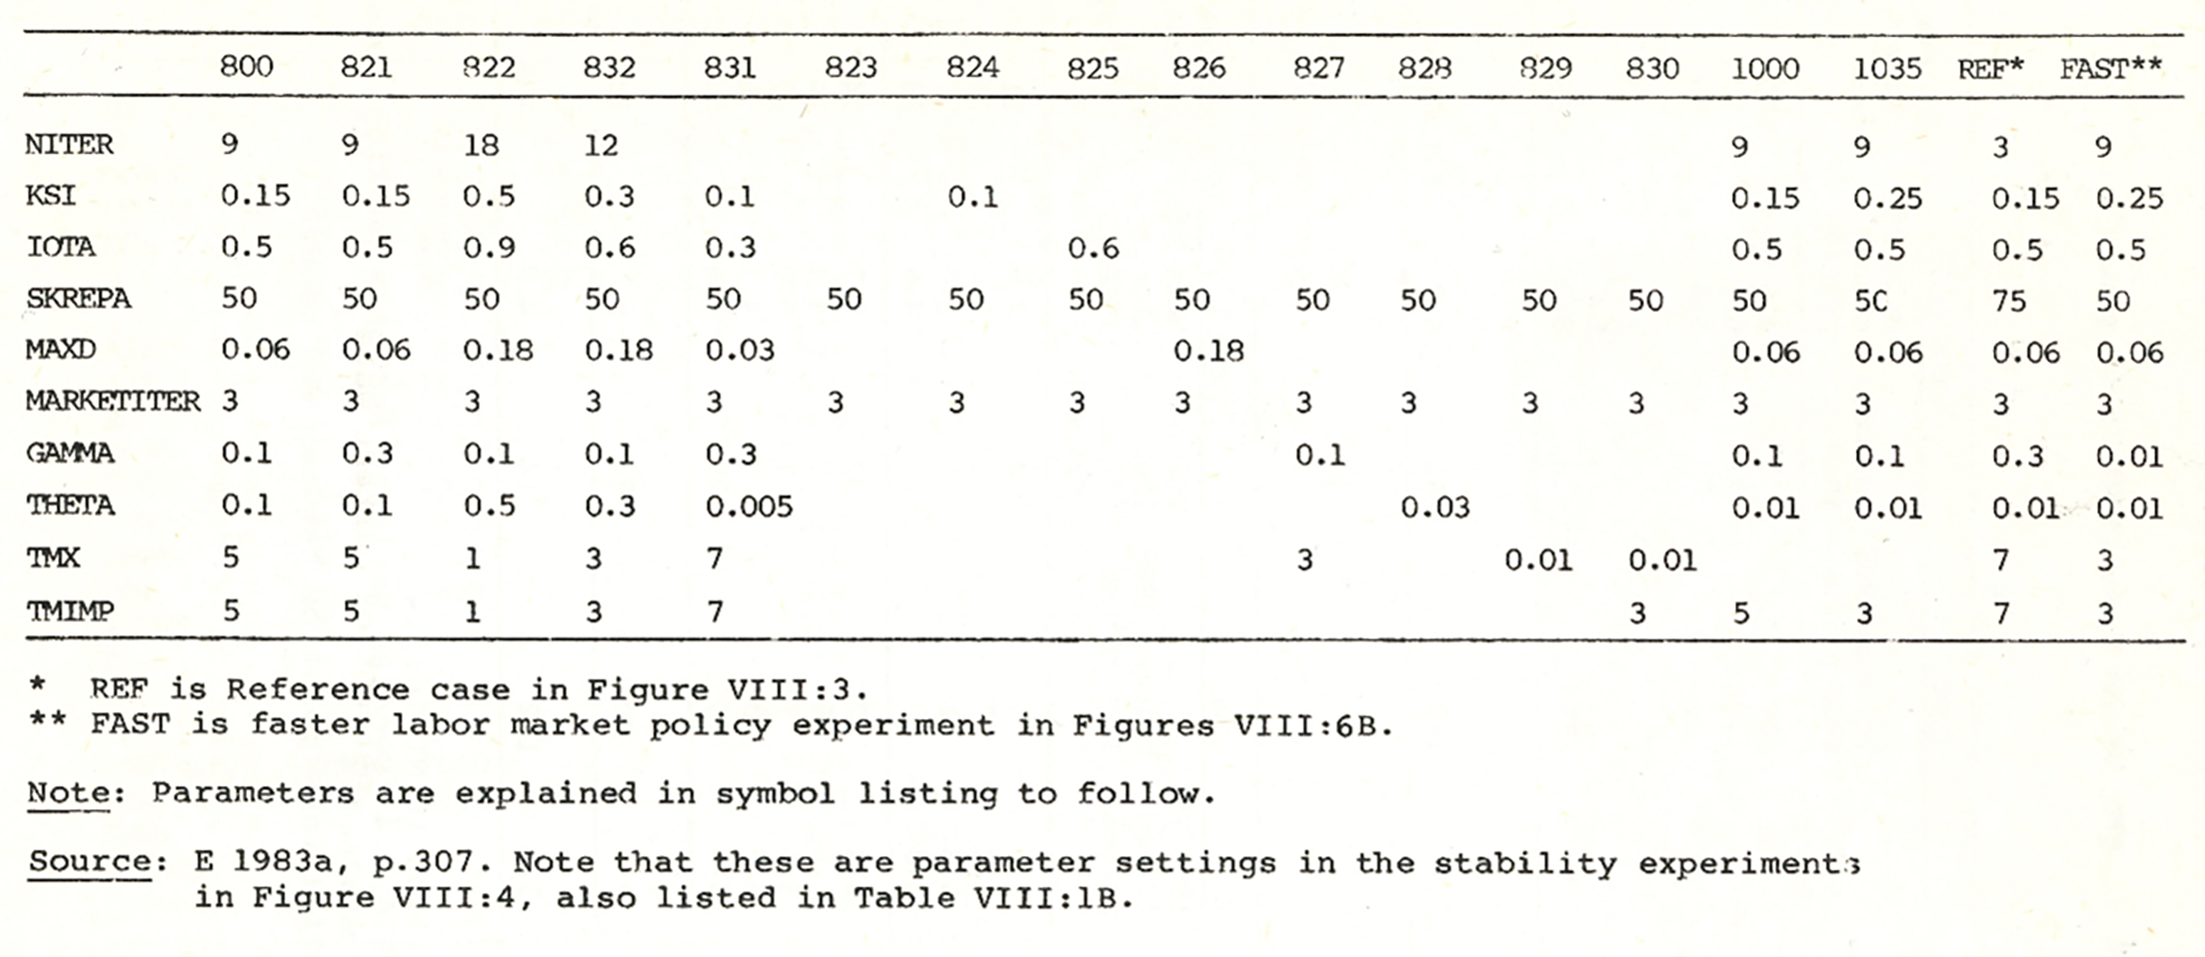 800 821 822 832 831 823 824 825 826 827 828 829 830 1000 1035 REF* FAST**
NITER 9 9 18 12 9 9 3 9
KSI 0.15 0.15 0.5 0.3 0.1 0.1 0.15 0.25 0.15 0.25
IOTA 0.5 0.5 0.9 0.6 0.3 0.6 0.5 0.5 0.5 0.5
SKREPA 50 50 50 50 50 50 50 50 50 50 50 50 50 50 50 75 50
MAXD 0.06 0.06 0.18 0.18 0.03 0.18 0.06 0.06 0.06 0.06
MARKETITER 3 3 3 3 3 3 3 3 3 3 3 3 3 3 3 3 3
GAMMA 0.1 0.3 0.1 0.1 0.3 0.1 0.1 0.1 0.3 0.01
THETA 0.1 0.1 0.5 0.3 0.005 0.03 0.01 0.01 0.01 0.01
TMX 5 5 1 3 7 3 0.01 0.01 7 3
TMIMP 5 5 1 3 7 3 5 3 7 3
* REF is Reference case in Figure VIII:3.
** FAST is faster labor market policy experiment in Figures VIII:6B.
Note: Parameters are explained in symbol listing to follow.
Source: E 1983a, p.307. Note that these are parameter settings in the stability experiments
in Figure VIII:4, also listed in Table VIII:1B.